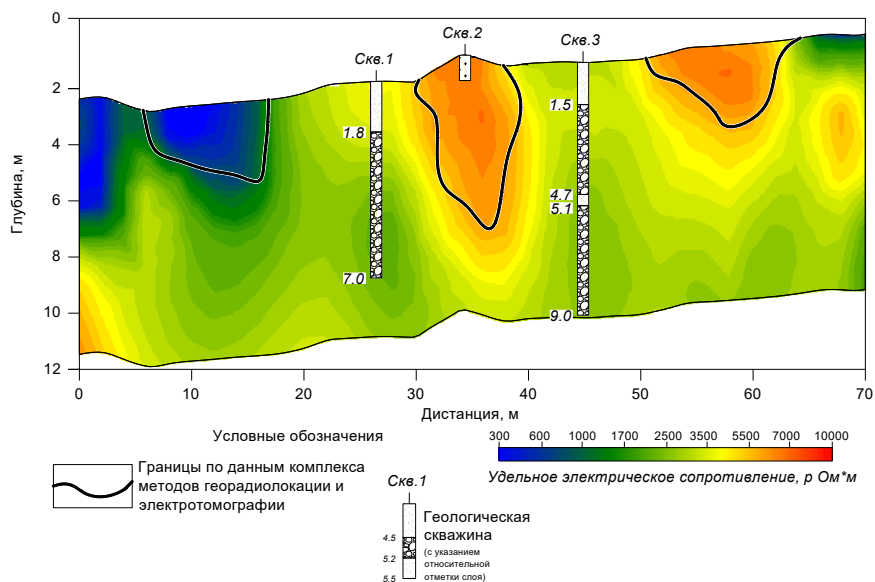 0
2
4
6
8
10
12
Глубина, м
Скв.1
Скв.2
Скв.3
1.8
7.0
1.5
4.7
5.1
9.0
0 10 20 30 40 50 60 70
Дистанция, м
Условные обозначения
Границы по данным комплекса
методов георадиолокации и
электротомографии
300 600 1000 1700 2500 3500 5500 7000 10000
Удельное электрическое сопротивление, р Ом*м
Скв.1
4.5
5.2
5.5
Геологическая
скважина
(с указанием
относительной
отметки слоя)